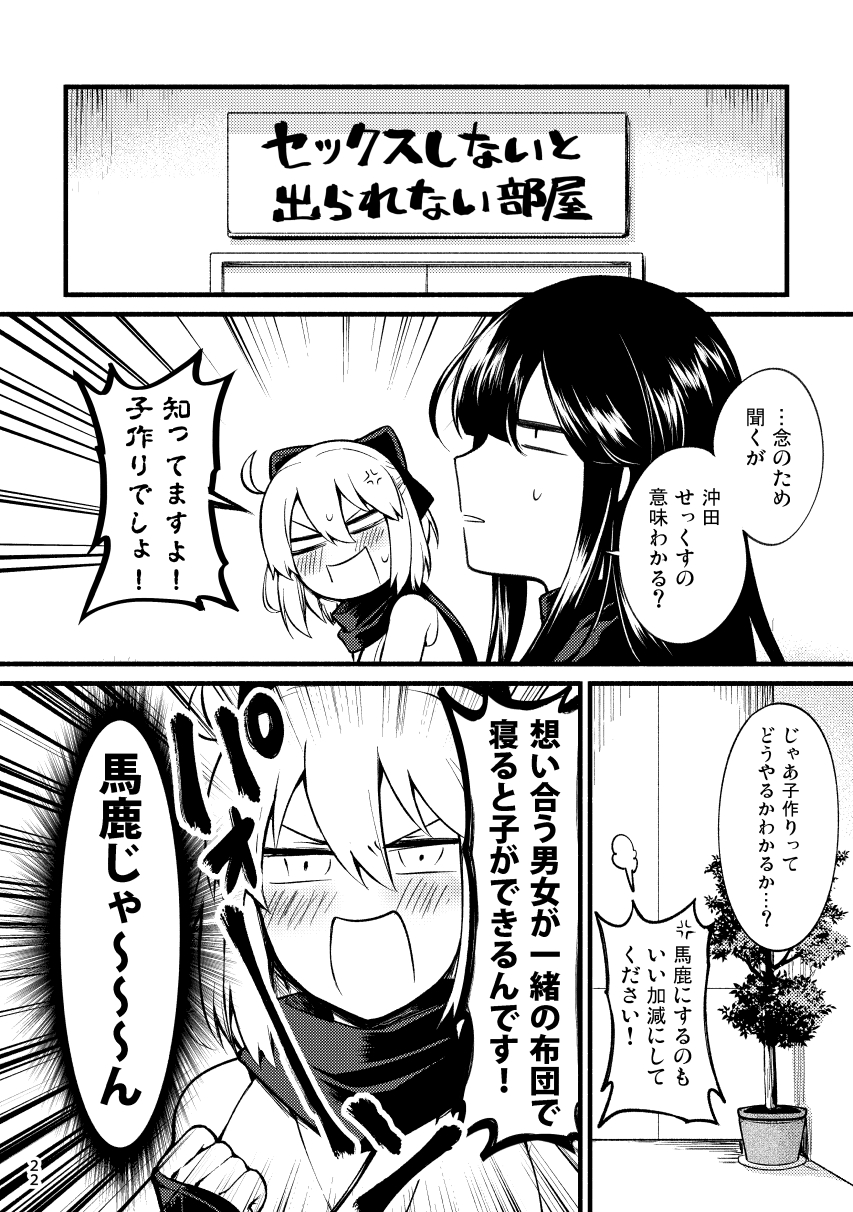 セックスしないと
出られない部屋
…念のため
聞くが
沖田
せっくすの
意味わかる?
知ってますよ!
子作りでしょ!
じゃあ子作りって
どうやるかわかるか…?
馬鹿にするのも
いい加減にして
ください!
想い合う男女が一緒の布団で
寝ると子ができるんです!
パァーーン
馬鹿じゃ~~~ん
22